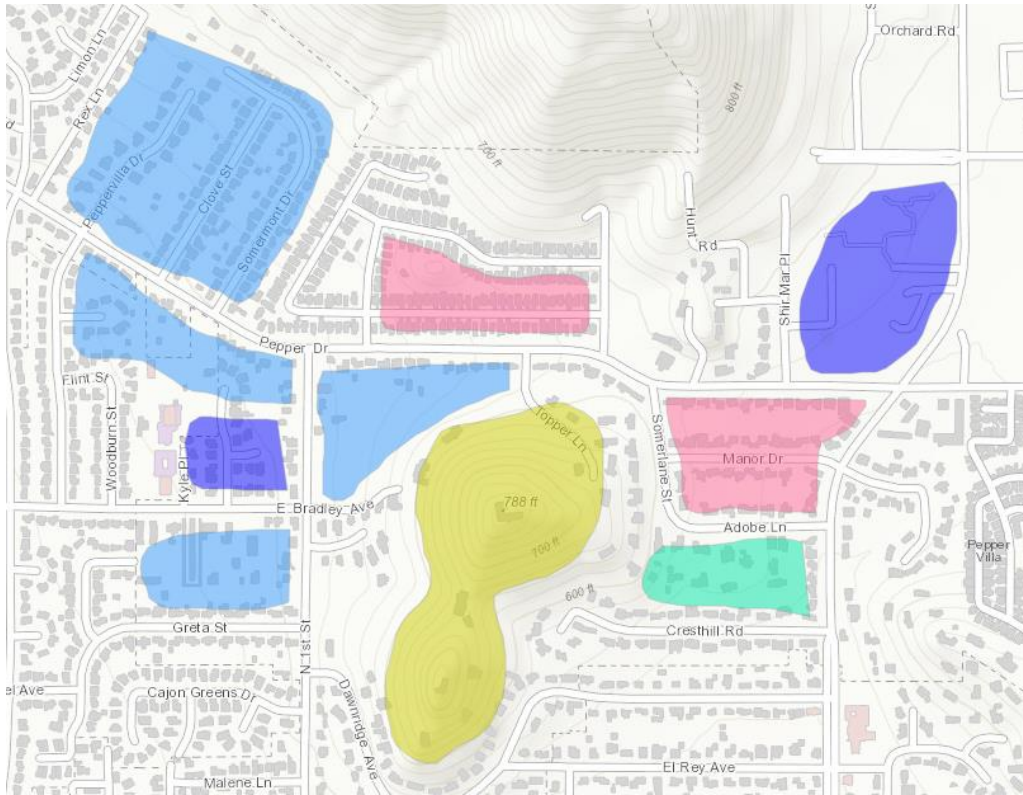 Orchard Rd
Limon Ln
Rex Ln
800 ft
700 ft
Peppervilla Dr
Clove St
Somermont Dr
Hunt Rd
Shir Mar Pl
Pepper Dr
Flint St
Woodburn St
Kyle Pl
Topper Ln
Somerlane St
Manor Dr
788 ft
E Bradley Ave
Adobe Ln
700 ft
Pepper
Villa
600 ft
Greta St
N 1st St
Cresthill Rd
el Ave
Cajon Greens Dr
Dawnridge Ave
El Rey Ave
Malene Ln